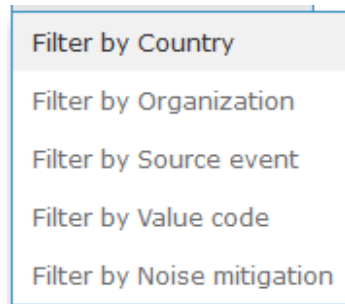 Filter by Country
Filter by Organization
Filter by Source event
Filter by Value code
Filter by Noise mitigation